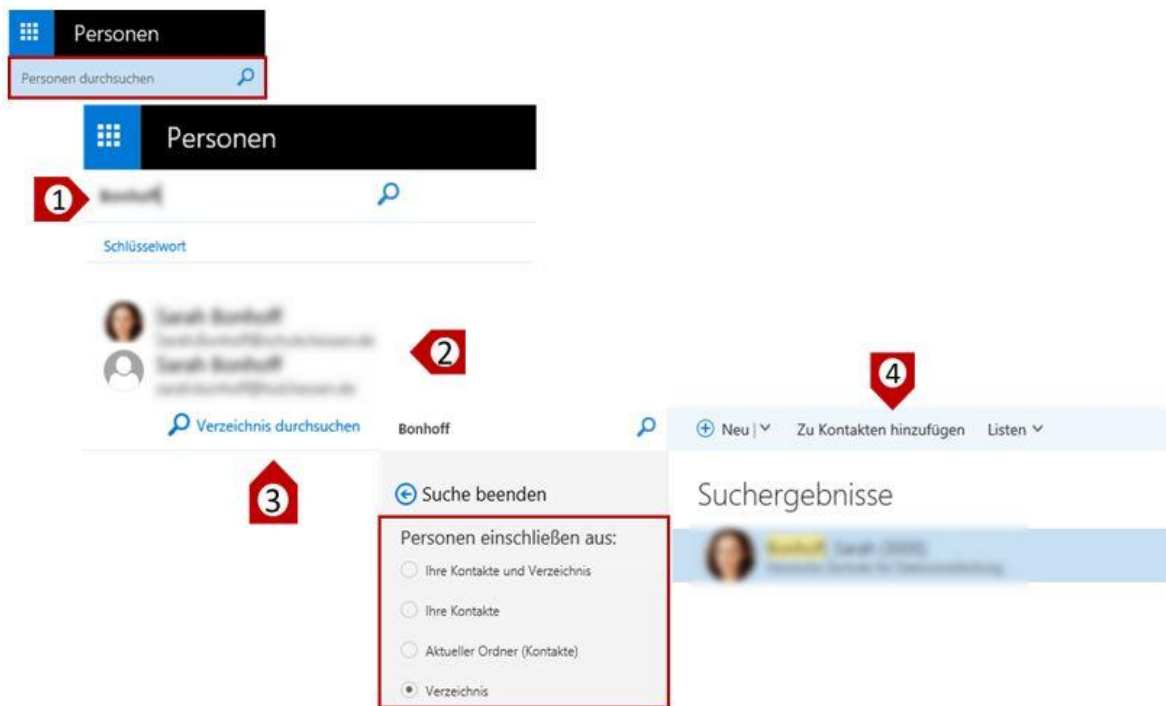 Personen
Personen durchsuchen
Personen
1
Schlüsselwort
2
Verzeichnis durchsuchen
3
Bonhoff
Suche beenden
Personen einschließen aus:
Ihre Kontakte und Verzeichnis
Ihre Kontakte
Aktueller Ordner (Kontakte)
Verzeichnis
4
Neu | Zu Kontakten hinzufügen Listen
Suchergebnisse